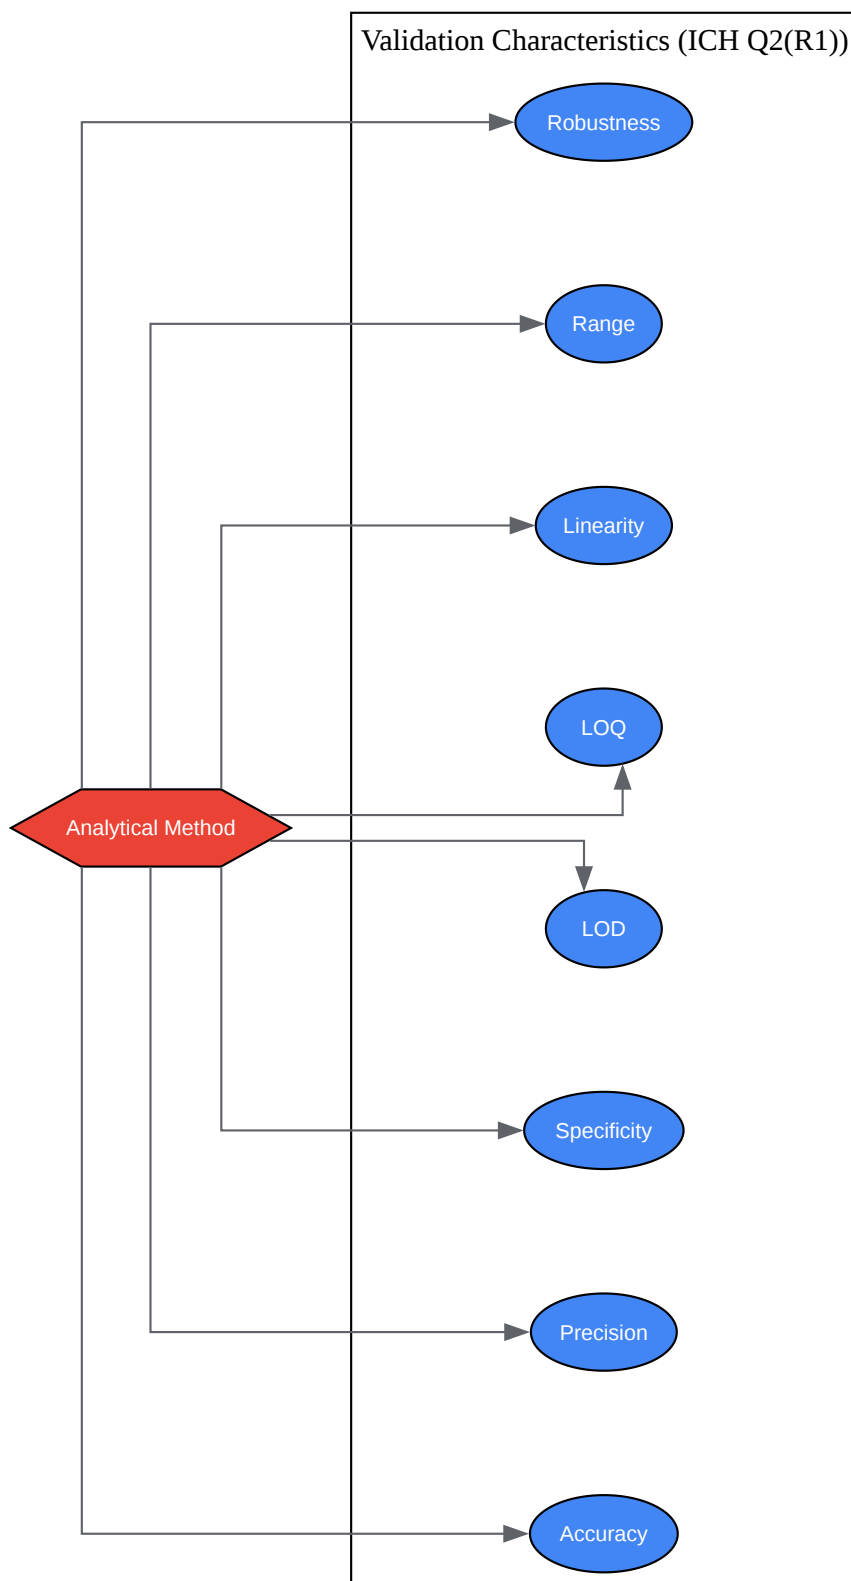 Validation Characteristics (ICH Q2(R1))
Robustness
Range
Linearity
LOQ
Analytical Method
LOD
Specificity
Precision
Accuracy